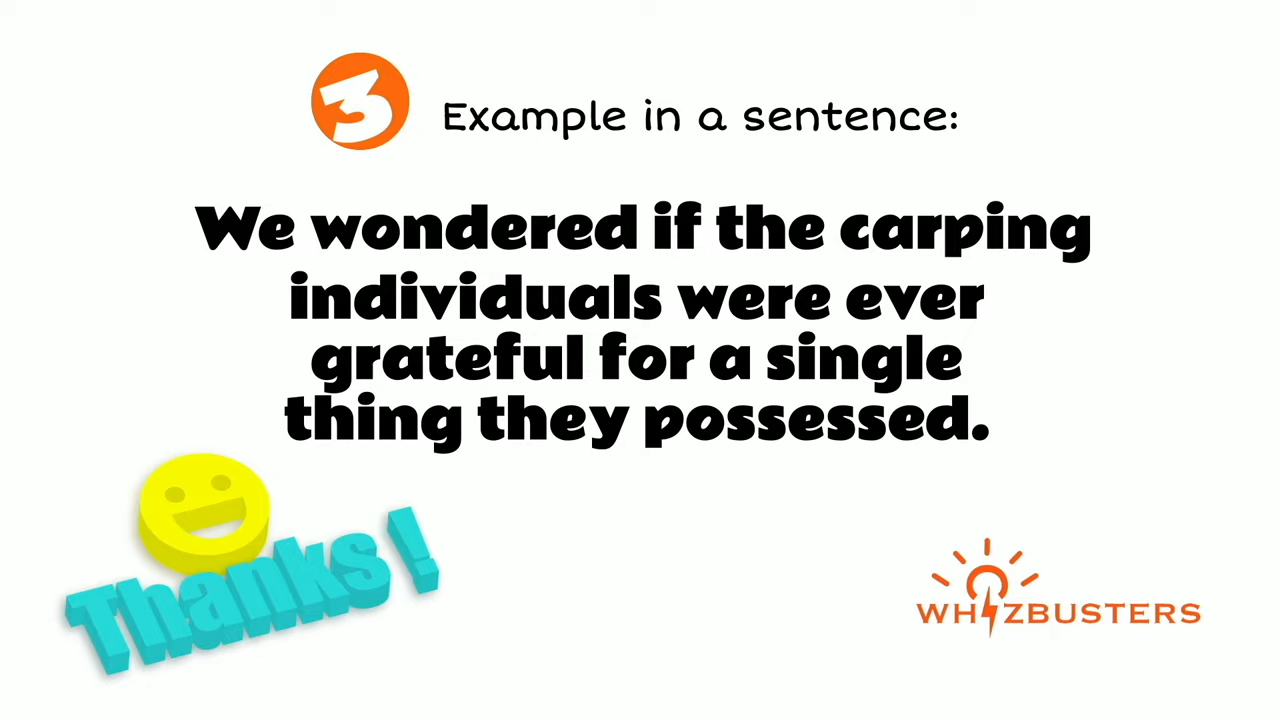 3 Example in a sentence:
We wondered if the carping
individuals were ever
grateful for a single
thing they possessed.
Thanks!
WHIZBUSTERS